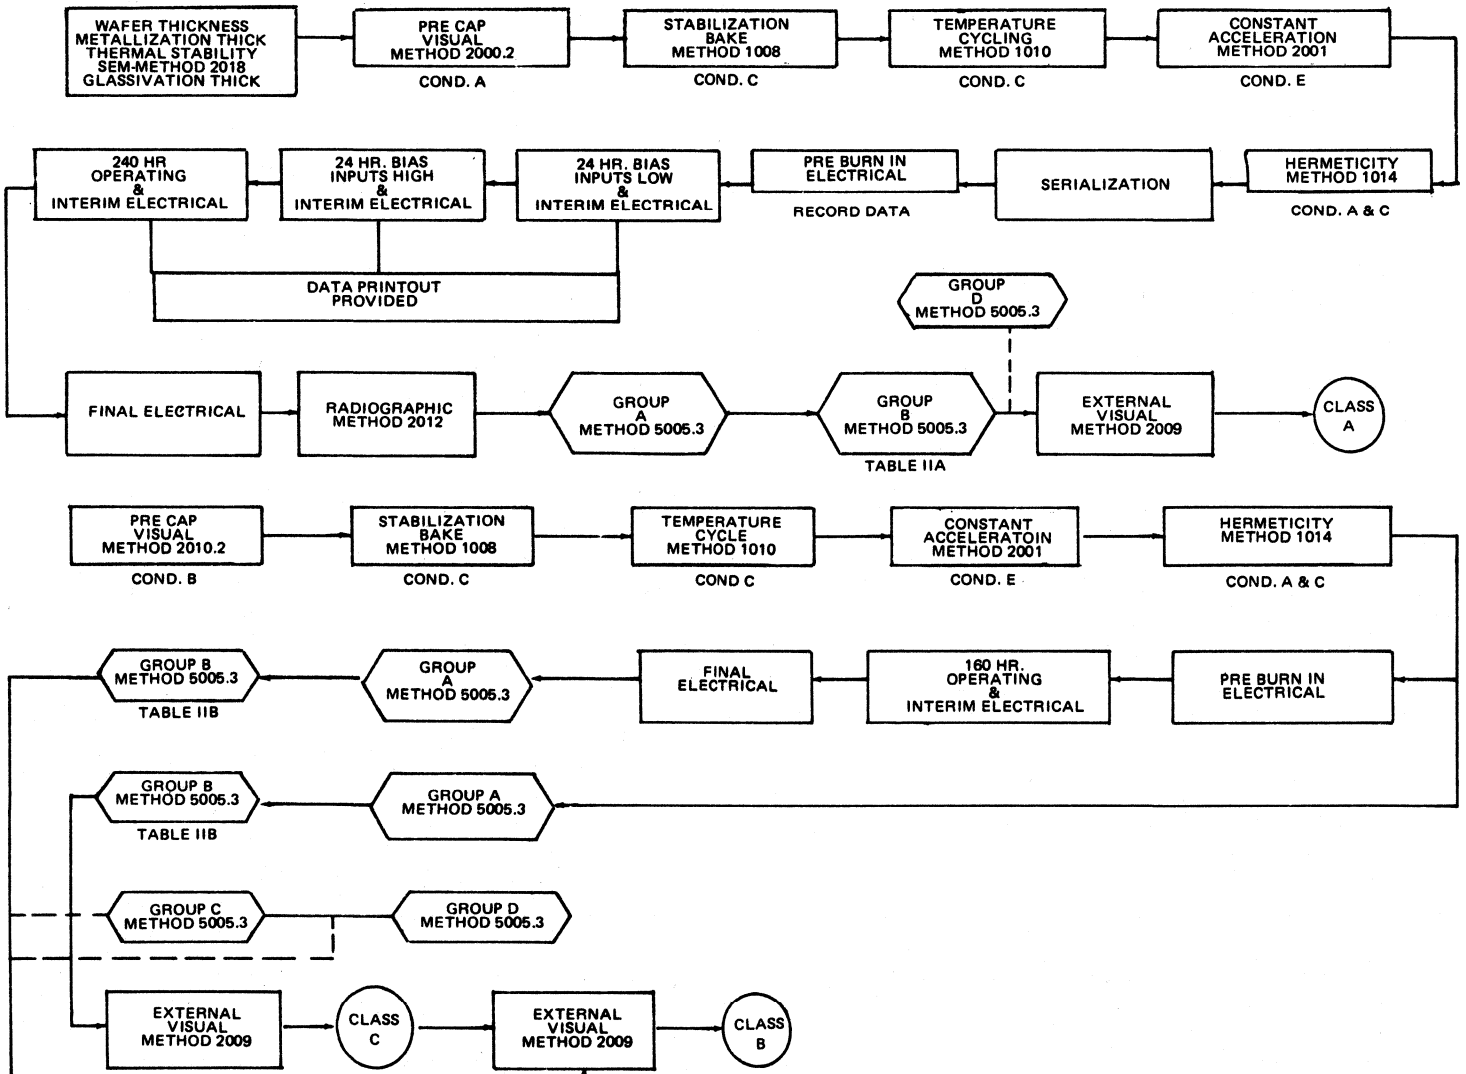 WAFER THICKNESS
METALLIZATION THICK
THERMAL STABILITY
SEM-METHOD 2018
GLASSIVATION THICK
PRE CAP
VISUAL
METHOD 2000.2
COND. A
STABILIZATION
BAKE
METHOD 1008
COND. C
TEMPERATURE
CYCLING
METHOD 1010
COND. C
CONSTANT
ACCELERATION
METHOD 2001
COND. E
240 HR
OPERATING
&
INTERIM ELECTRICAL
24 HR. BIAS
INPUTS HIGH
&
INTERIM ELECTRICAL
24 HR. BIAS
INPUTS LOW
&
INTERIM ELECTRICAL
PRE BURN IN
ELECTRICAL
RECORD DATA
SERIALIZATION
HERMETICITY
METHOD 1014
COND. A & C
DATA PRINTOUT
PROVIDED
GROUP
D
METHOD 5005.3
FINAL ELECTRICAL
RADIOGRAPHIC
METHOD 2012
GROUP
A
METHOD 5005.3
GROUP
B
METHOD 5005.3
TABLE IIA
EXTERNAL
VISUAL
METHOD 2009
CLASS
A
PRE CAP
VISUAL
METHOD 2010.2
COND. B
STABILIZATION
BAKE
METHOD 1008
COND. C
TEMPERATURE
CYCLE
METHOD 1010
COND C
CONSTANT
ACCELERATOIN
METHOD 2001
COND. E
HERMETICITY
METHOD 1014
COND. A & C
GROUP B
METHOD 5005.3
TABLE IIB
GROUP
A
METHOD 5005.3
FINAL
ELECTRICAL
160 HR.
OPERATING
&
INTERIM ELECTRICAL
PRE BURN IN
ELECTRICAL
GROUP B
METHOD 5005.3
TABLE IIB
GROUP A
METHOD 5005.3
GROUP C
METHOD 5005.3
GROUP D
METHOD 5005.3
EXTERNAL
VISUAL
METHOD 2009
CLASS
C
EXTERNAL
VISUAL
METHOD 2009
CLASS
B